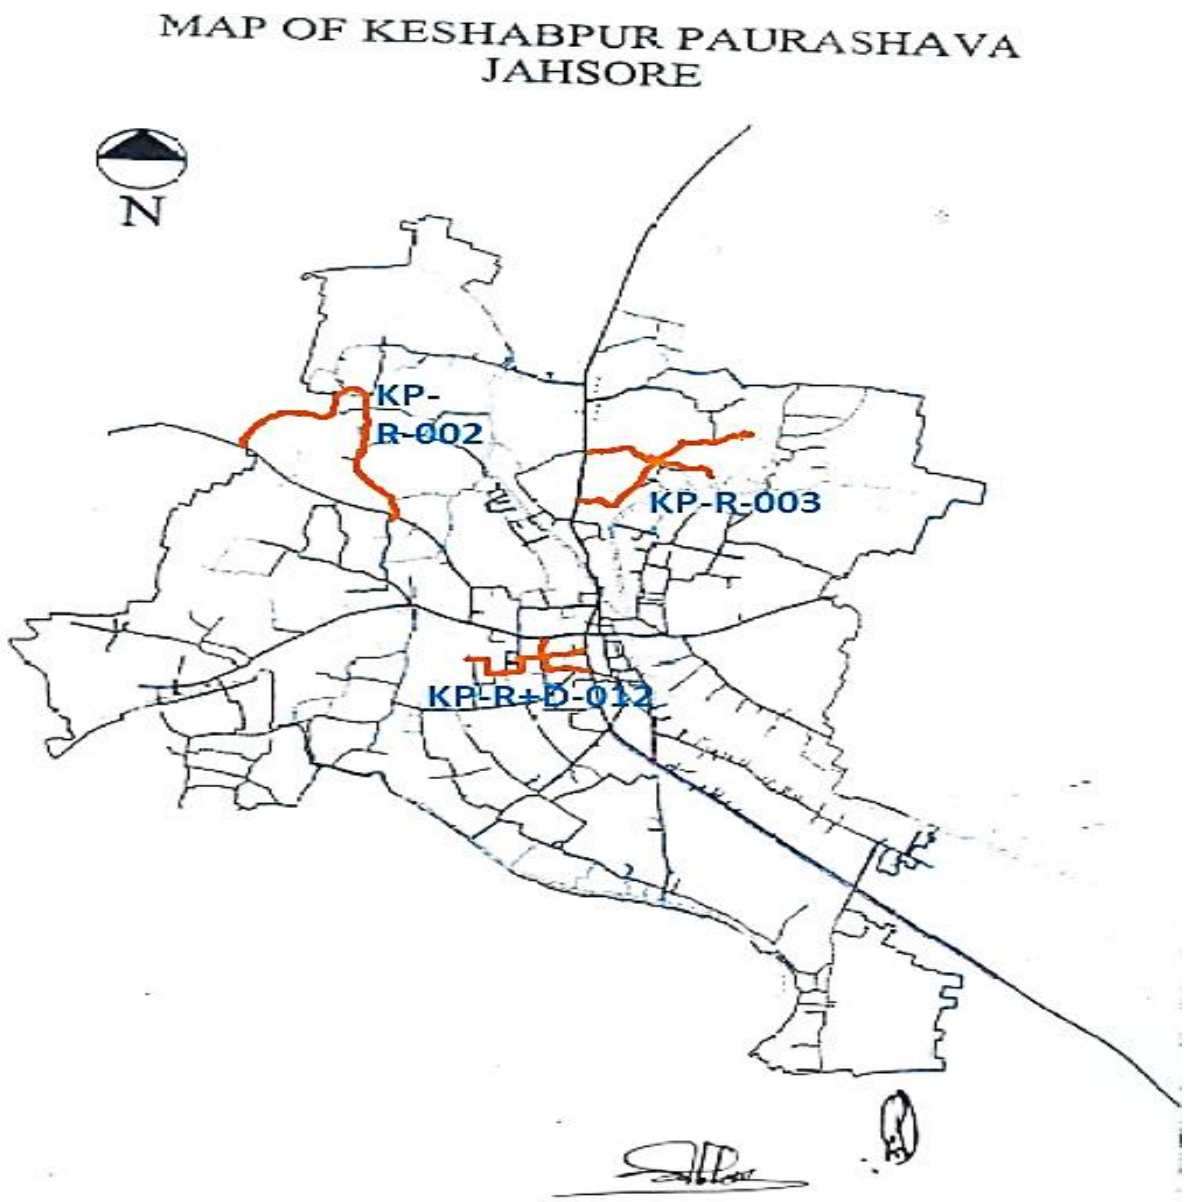 MAP OF KESHABPUR PAURASHAVA
JAHSORE
N
KP-
R-002
KP-R-003
KP-R+D-012